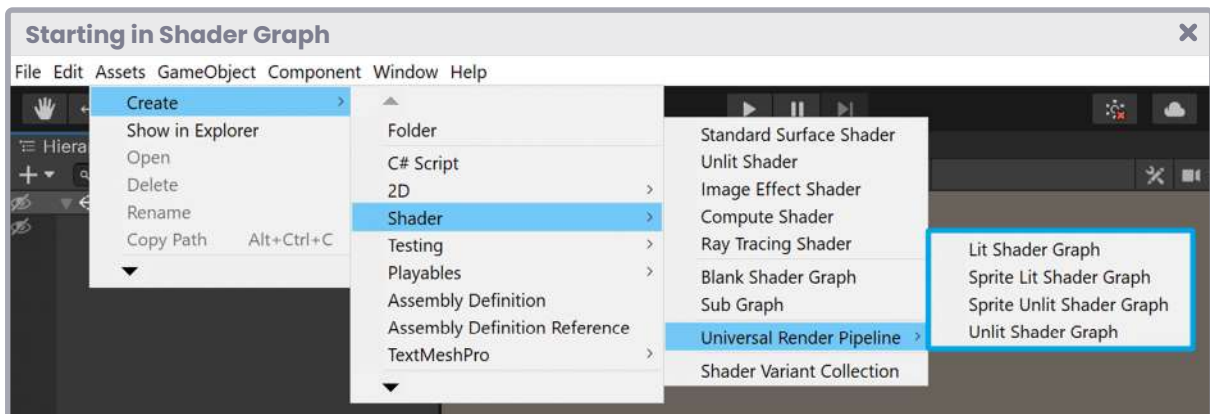 Starting in Shader Graph
File Edit Assets GameObject Component Window Help
Create
Show in Explorer
Open
Delete
Rename
Copy Path Alt+Ctrl+C
Folder
C# Script
2D
Shader
Testing
Playables
Assembly Definition
Assembly Definition Reference
TextMeshPro
Standard Surface Shader
Unlit Shader
Image Effect Shader
Compute Shader
Ray Tracing Shader
Blank Shader Graph
Sub Graph
Universal Render Pipeline
Shader Variant Collection
Lit Shader Graph
Sprite Lit Shader Graph
Sprite Unlit Shader Graph
Unlit Shader Graph
Hiera